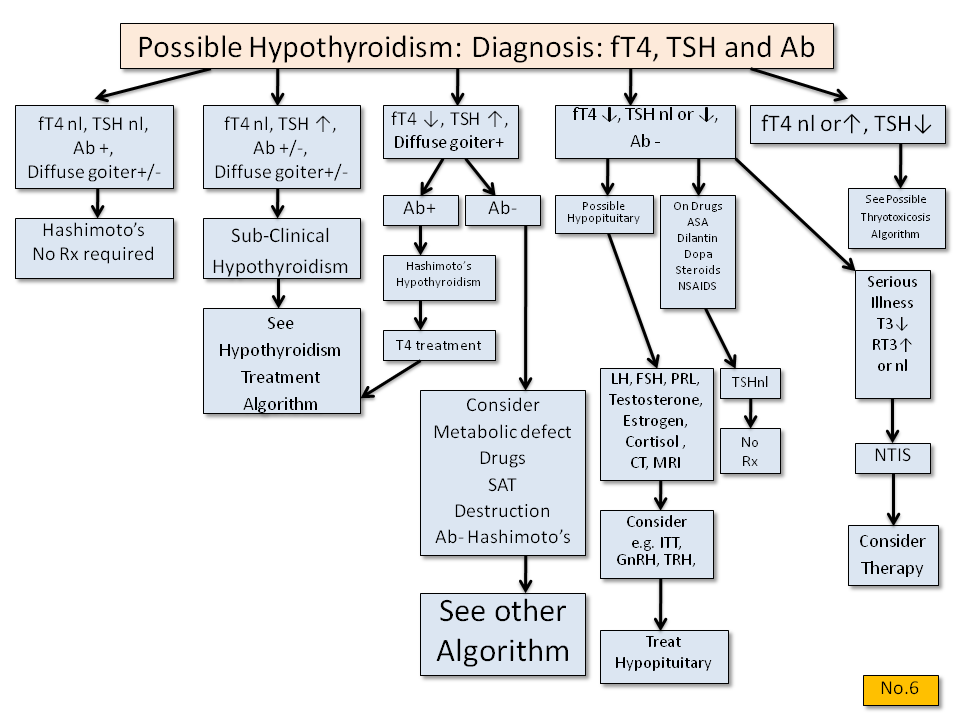 Possible Hypothyroidism: Diagnosis: fT4, TSH and Ab
fT4 nl, TSH nl,
Ab +,
Diffuse goiter+/-
Hashimoto's
No Rx required
fT4 nl, TSH ↑,
Ab +/-,
Diffuse goiter+/-
Sub-Clinical
Hypothyroidism
See
Hypothyroidism
Treatment
Algorithm
fT4 ↓, TSH ↑,
Diffuse goiter+
Ab+
Ab-
Hashimoto's
Hypothyroidism
T4 treatment
Consider
Metabolic defect
Drugs
SAT
Destruction
Ab- Hashimoto's
See other
Algorithm
fT4 ↓, TSH nl or ↓,
Ab -
Possible
Hypopituitary
LH, FSH, PRL,
Testosterone,
Estrogen,
Cortisol ,
CT, MRI
Consider
e.g. ITT,
GnRH, TRH,
Treat
Hypopituitary
On Drugs
ASA
Dilantin
Dopa
Steroids
NSAIDS
TSHnl
No
Rx
Serious
Illness
T3↓
RT3↑
or nl
NTIS
Consider
Therapy
fT4 nl or↑, TSH↓
See Possible
Thryotoxicosis
Algorithm
No.6